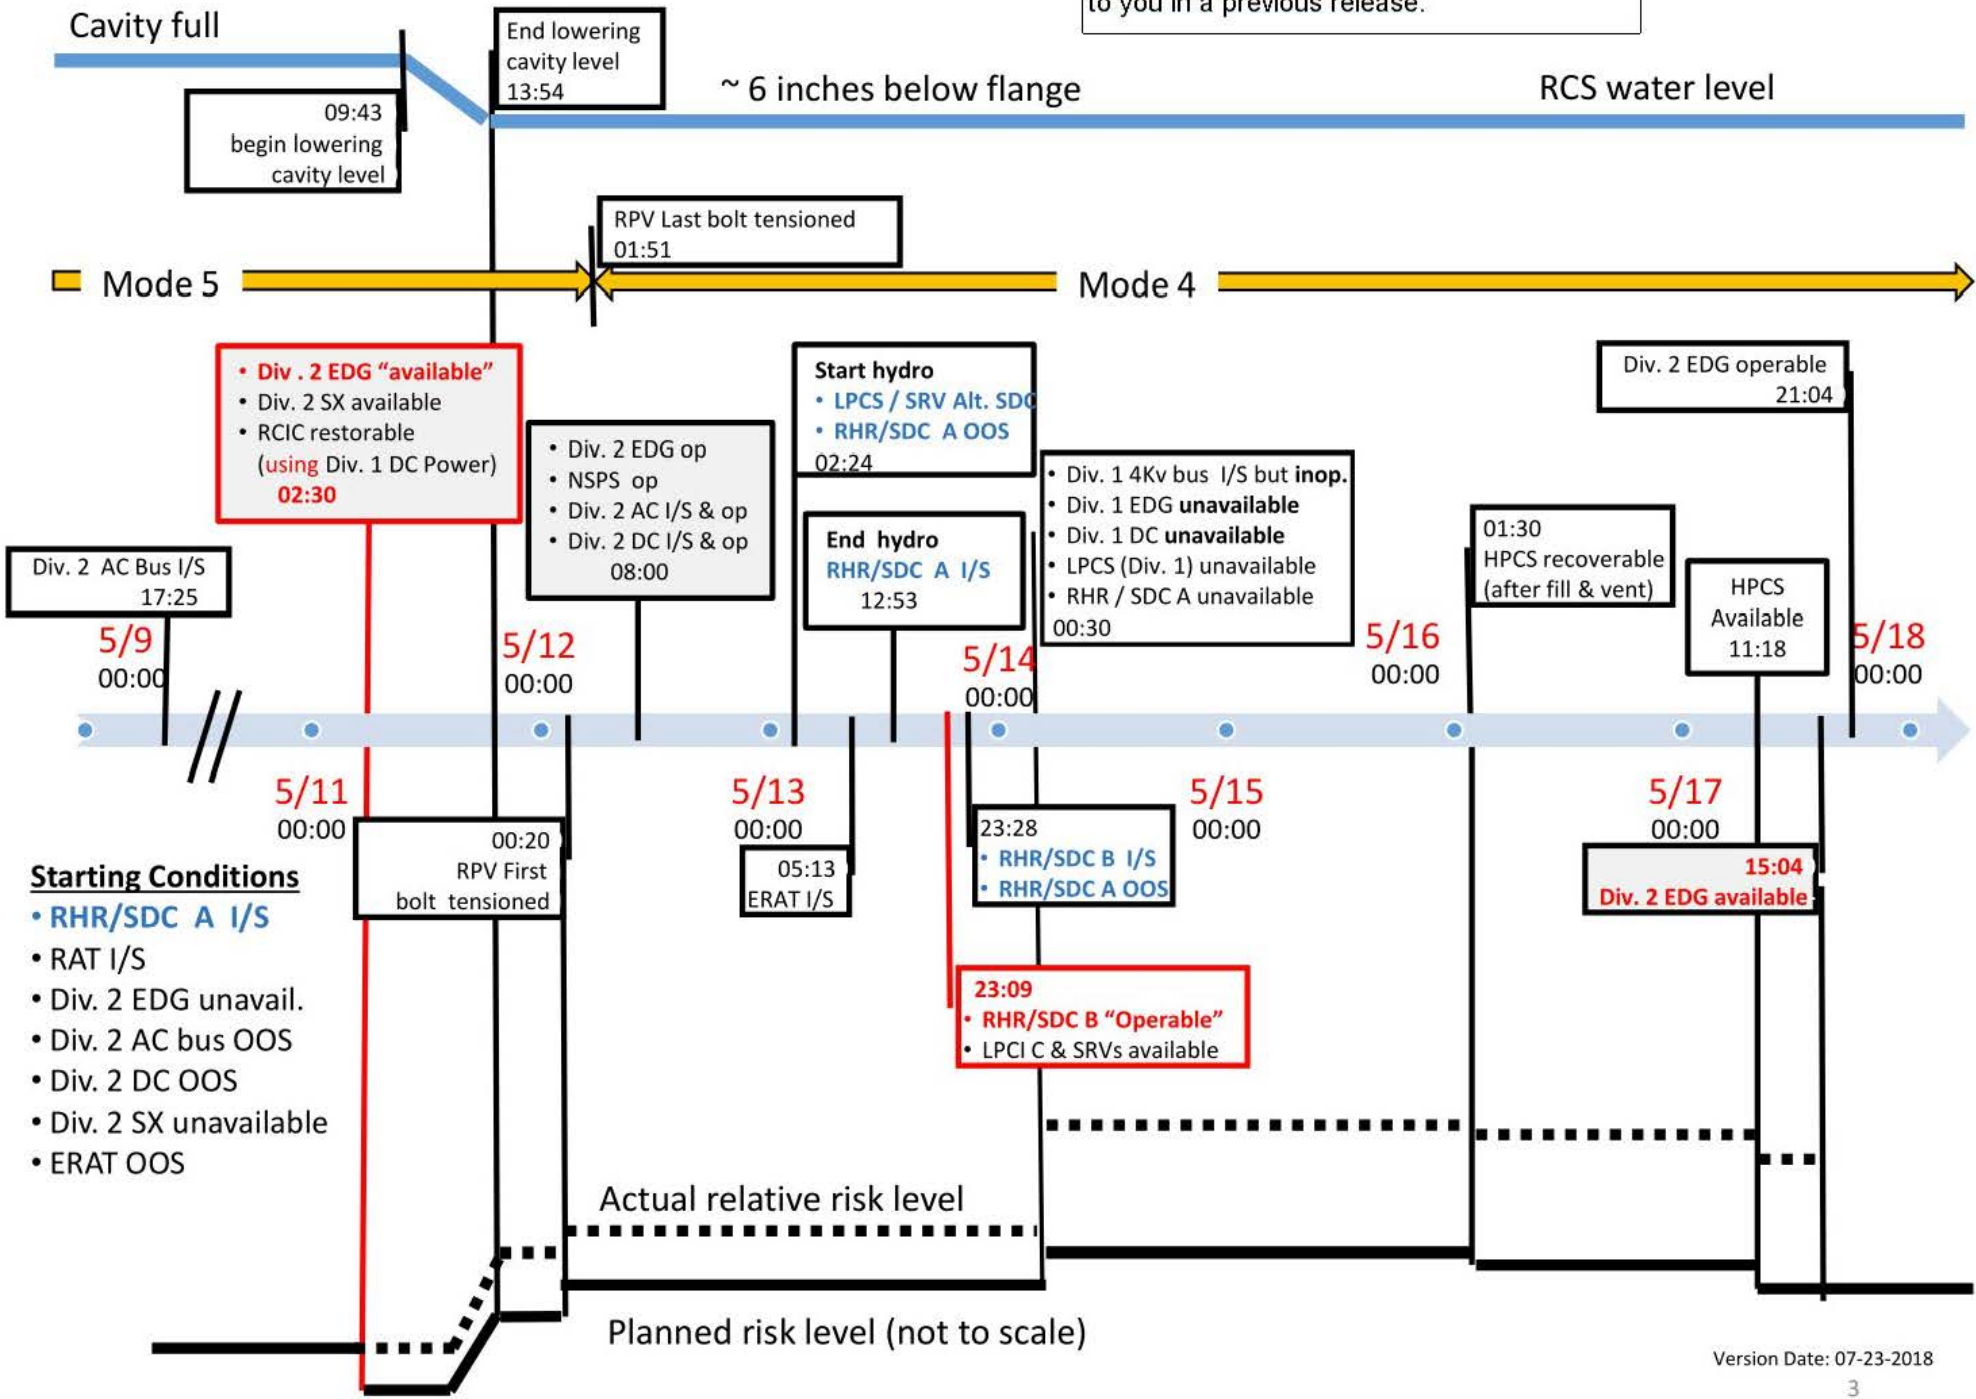 to you in a previous release.
Cavity full
End lowering
cavity level
13:54
~ 6 inches below flange
RCS water level
09:43
begin lowering
cavity level
RPV Last bolt tensioned
01:51
Mode 5
Mode 4
• Div . 2 EDG “available”
• Div. 2 SX available
• RCIC restorable
(using Div. 1 DC Power)
02:30
• Div. 2 EDG op
• NSPS op
• Div. 2 AC I/S & op
• Div. 2 DC I/S & op
08:00
Start hydro
• LPCS / SRV Alt. SDC
• RHR/SDC A OOS
02:24
End hydro
RHR/SDC A I/S
12:53
• Div. 1 4Kv bus I/S but inop.
• Div. 1 EDG unavailable
• Div. 1 DC unavailable
• LPCS (Div. 1) unavailable
• RHR / SDC A unavailable
00:30
Div. 2 EDG operable
21:04
01:30
HPCS recoverable
(after fill & vent)
HPCS
Available
11:18
Div. 2 AC Bus I/S
17:25
5/9
00:00
5/12
00:00
5/14
00:00
5/16
00:00
5/18
00:00
5/11
00:00
5/13
00:00
5/15
00:00
5/17
00:00
00:20
RPV First
bolt tensioned
05:13
ERAT I/S
23:28
• RHR/SDC B I/S
• RHR/SDC A OOS
15:04
Div. 2 EDG available
23:09
• RHR/SDC B “Operable”
• LPCI C & SRVs available
Starting Conditions
• RHR/SDC A I/S
• RAT I/S
• Div. 2 EDG unavail.
• Div. 2 AC bus OOS
• Div. 2 DC OOS
• Div. 2 SX unavailable
• ERAT OOS
Actual relative risk level
Planned risk level (not to scale)
Version Date: 07-23-2018
3